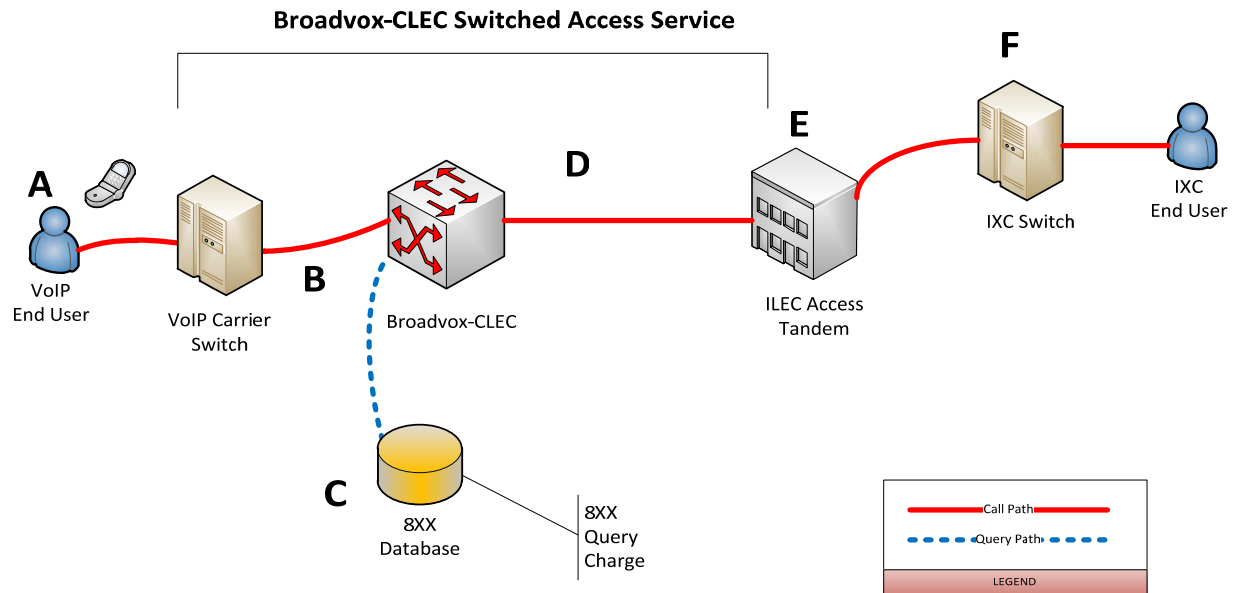 Broadvox-CLEC Switched Access Service
A
VoIP
End User
VoIP Carrier
Switch
B
Broadvox-CLEC
C
8XX
Database
8XX
Query
Charge
D
E
ILEC Access
Tandem
F
IXC Switch
IXC
End User
Call Path
Query Path
LEGEND